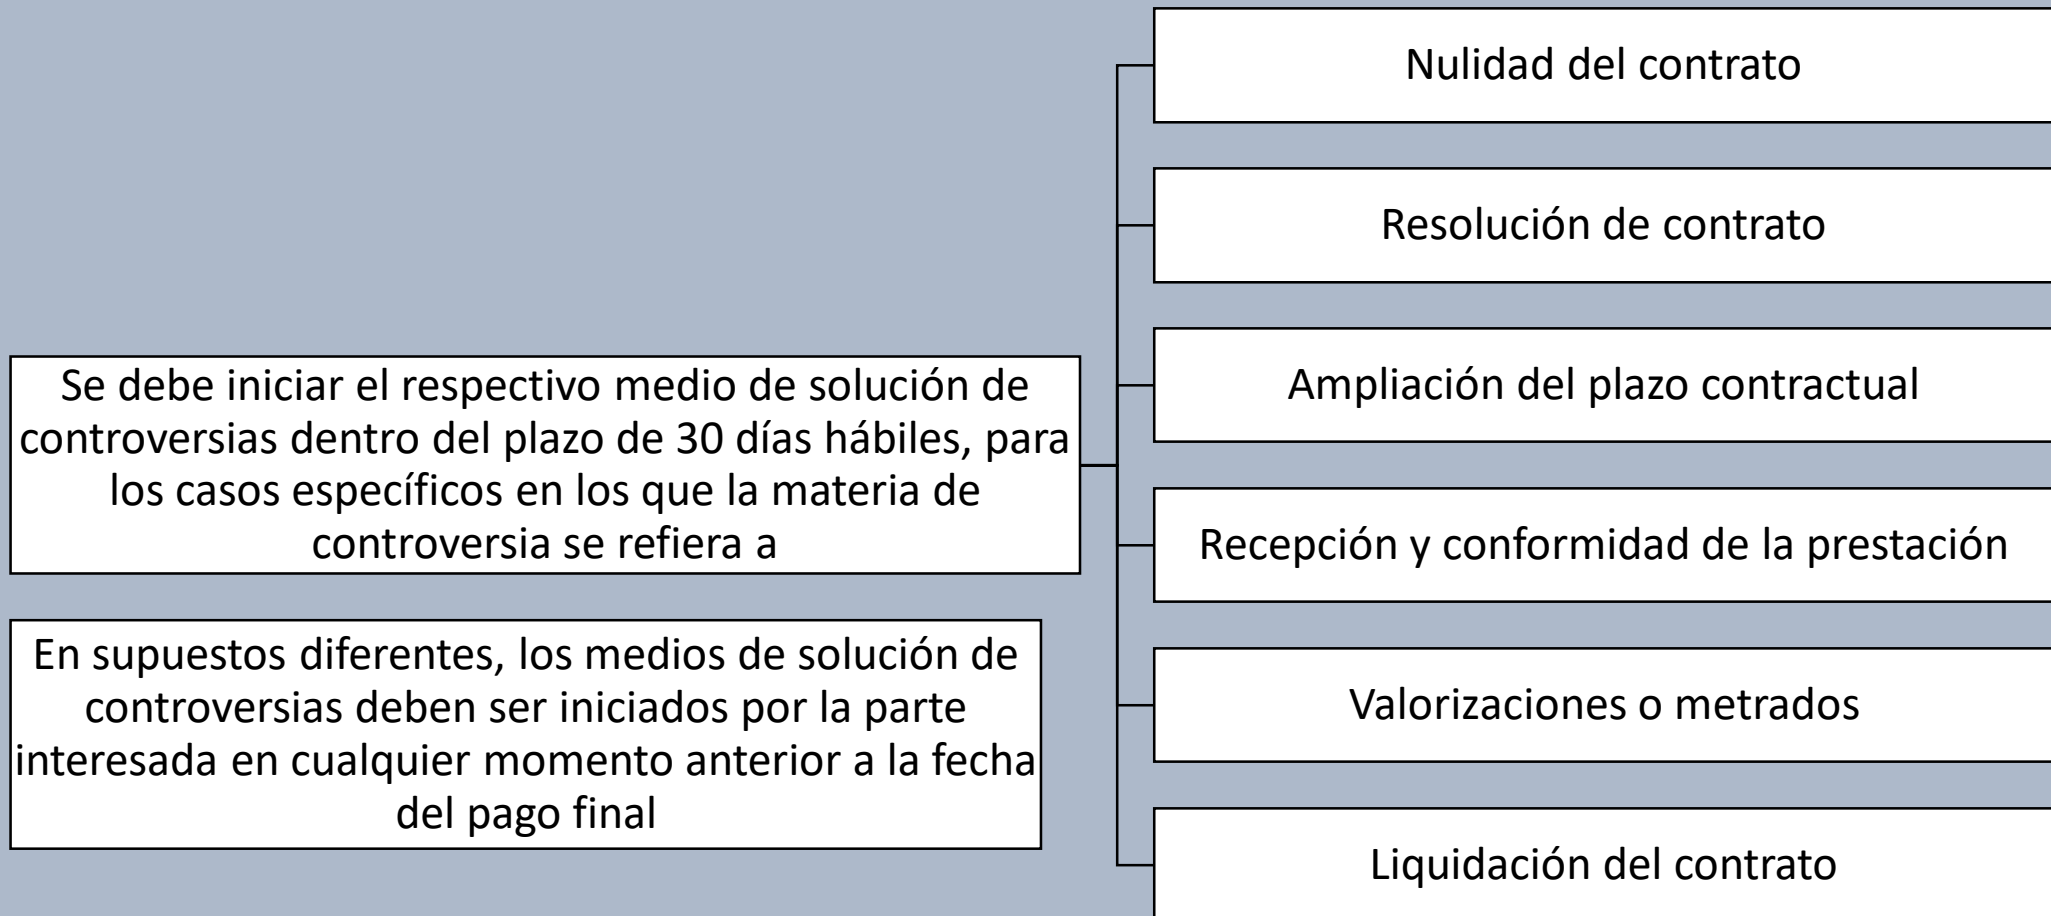 Se debe iniciar el respectivo medio de solución de
controversias dentro del plazo de 30 días hábiles, para
los casos específicos en los que la materia de
controversia se refiera a
Nulidad del contrato
Resolución de contrato
Ampliación del plazo contractual
Recepción y conformidad de la prestación
Valorizaciones o metrados
Liquidación del contrato
En supuestos diferentes, los medios de solución de
controversias deben ser iniciados por la parte
interesada en cualquier momento anterior a la fecha
del pago final